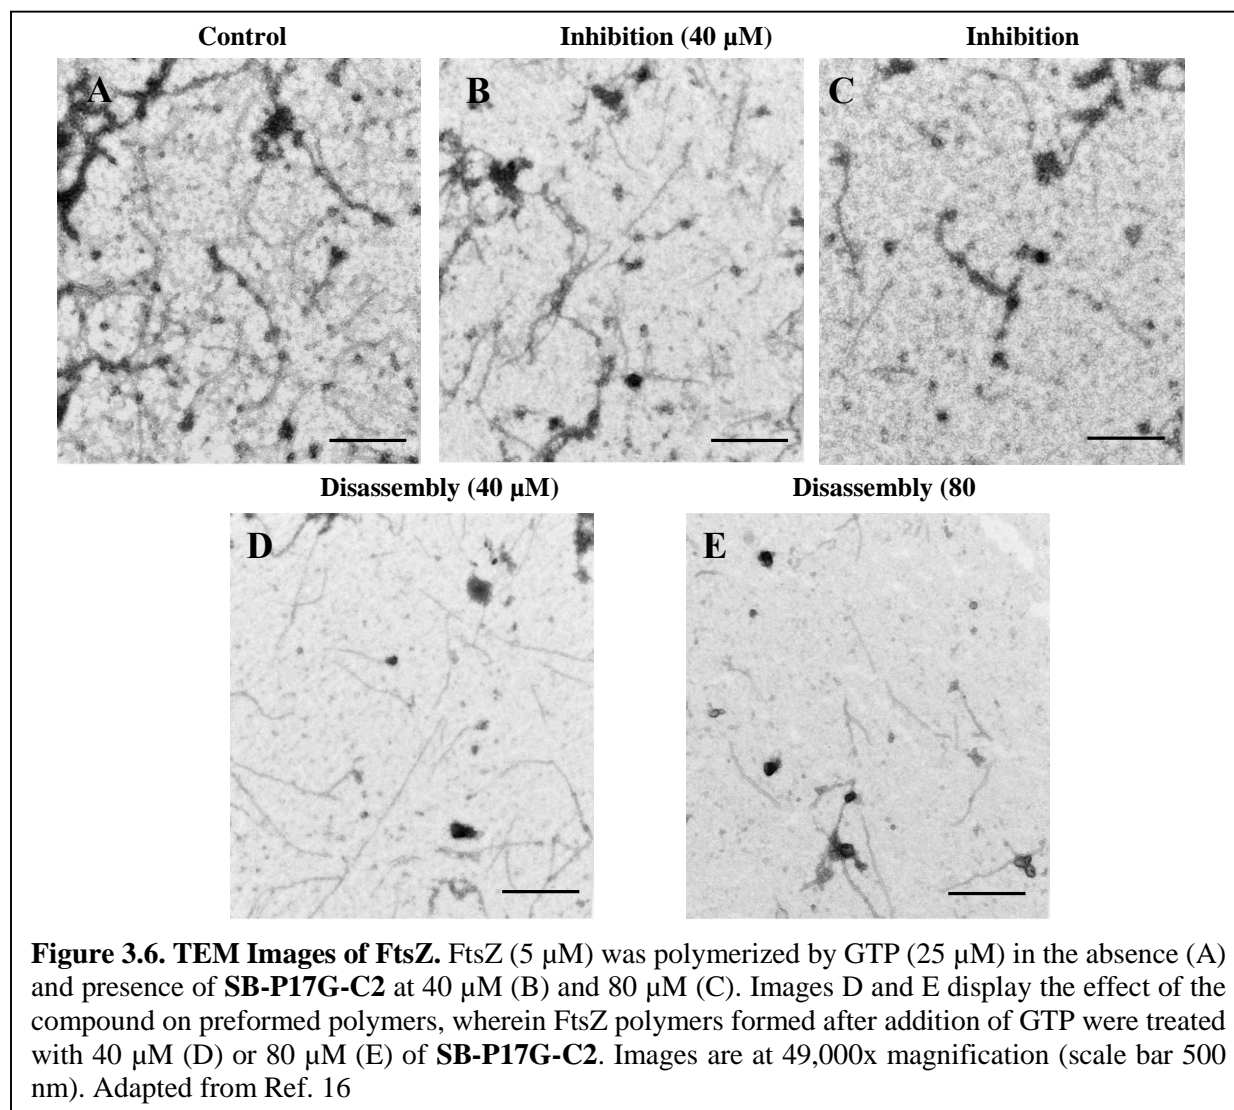 Control
Inhibition (40 µM)
Inhibition
A
B
C
Disassembly (40 µM)
Disassembly (80
D
E
Figure 3.6. TEM Images of FtsZ. FtsZ (5 µM) was polymerized by GTP (25 µM) in the absence (A)
and presence of SB-P17G-C2 at 40 µM (B) and 80 µM (C). Images D and E display the effect of the
compound on preformed polymers, wherein FtsZ polymers formed after addition of GTP were treated
with 40 µM (D) or 80 µM (E) of SB-P17G-C2. Images are at 49,000x magnification (scale bar 500
nm). Adapted from Ref. 16